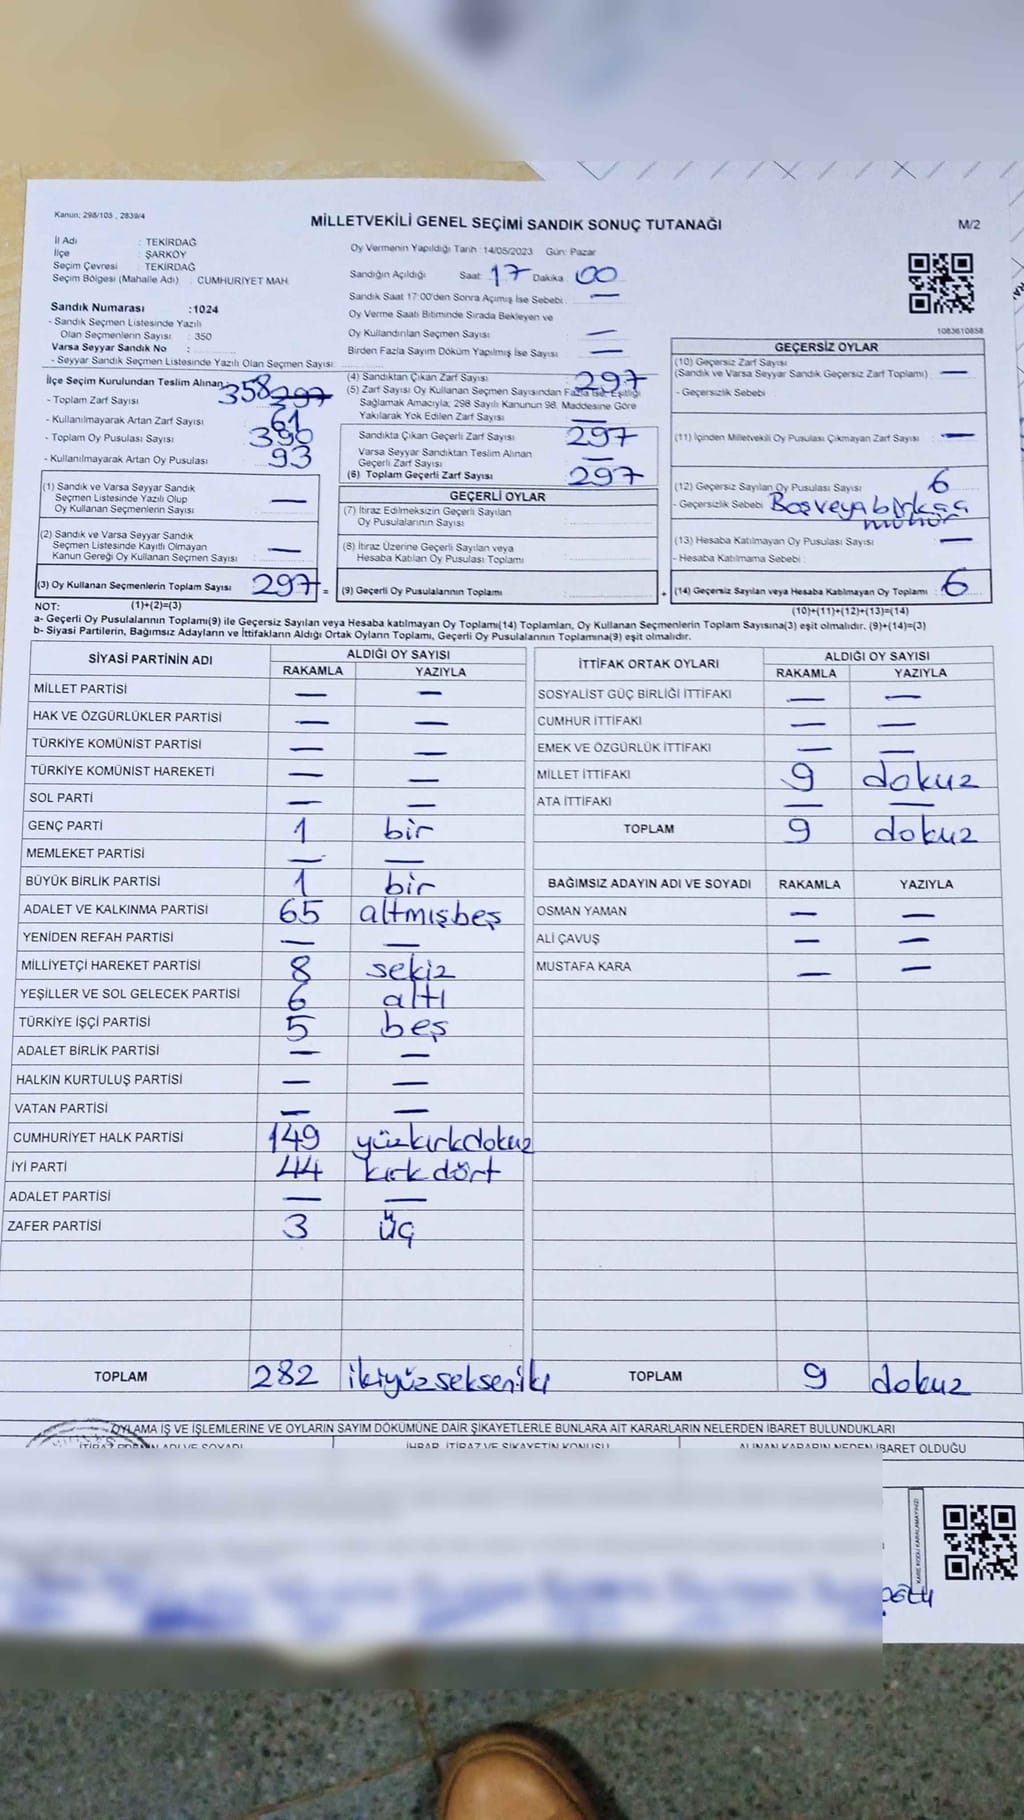 Kanun: 298/105 , 2839/4
MİLLETVEKİLİ GENEL SEÇİMİ SANDIK SONUÇ TUTANAĞI
M/2
İl Adı : TEKİRDAĞ
İlçe : ŞARKÖY
Seçim Çevresi : TEKİRDAĞ
Seçim Bölgesi (Mahalle Adı) : CUMHURİYET MAH.
Sandık Numarası :1024
- Sandık Seçmen Listesinde Yazılı
Olan Seçmenlerin Sayısı : 350
Varsa Seyyar Sandık No :
- Seyyar Sandık Seçmen Listesinde Yazılı Olan Seçmen Sayısı :
Oy Vermenin Yapıldığı Tarih :14/05/2023 Gün: Pazar
Sandığın Açıldığı Saat: 17 Dakika: 00
Sandık Saat 17:00'den Sonra Açmış İse Sebebi : —
Oy Verme Saati Bitiminde Sırada Bekleyen ve
Oy Kullandırılan Seçmen Sayısı : —
Birden Fazla Sayım Döküm Yapılmış İse Sayısı : —
1083610858
İlçe Seçim Kurulundan Teslim Alınan;
- Toplam Zarf Sayısı : 358 297
- Kullanılmayarak Artan Zarf Sayısı : 61
- Toplam Oy Pusulası Sayısı : 390
- Kullanılmayarak Artan Oy Pusulası : 93
(4) Sandıktan Çıkan Zarf Sayısı : 297
(5) Zarf Sayısı Oy Kullanan Seçmen Sayısından Fazla İse, Eşitliği
Sağlamak Amacıyla; 298 Sayılı Kanunun 98. Maddesine Göre
Yakılarak Yok Edilen Zarf Sayısı : —
Sandıkta Çıkan Geçerli Zarf Sayısı : 297
Varsa Seyyar Sandıktan Teslim Alınan
Geçerli Zarf Sayısı : —
(6) Toplam Geçerli Zarf Sayısı : 297
GEÇERSİZ OYLAR
(10) Geçersiz Zarf Sayısı
(Sandık ve Varsa Seyyar Sandık Geçersiz Zarf Toplamı) : —
- Geçersizlik Sebebi :
(11) İçinden Milletvekili Oy Pusulası Çıkmayan Zarf Sayısı : —
(12) Geçersiz Sayılan Oy Pusulası Sayısı : 6
- Geçersizlik Sebebi : Boş veya birkaç
mühür
(13) Hesaba Katılmayan Oy Pusulası Sayısı : —
- Hesaba Katılmama Sebebi :
(14) Geçersiz Sayılan veya Hesaba Katılmayan Oy Toplamı : 6
(10)+(11)+(12)+(13)=(14)
(1) Sandık ve Varsa Seyyar Sandık
Seçmen Listesinde Yazılı Olup
Oy Kullanan Seçmenlerin Sayısı : —
(2) Sandık ve Varsa Seyyar Sandık
Seçmen Listesinde Kayıtlı Olmayan
Kanun Gereği Oy Kullanan Seçmen Sayısı : —
(3) Oy Kullanan Seçmenlerin Toplam Sayısı : 297 =
GEÇERLİ OYLAR
(7) İtiraz Edilmeksizin Geçerli Sayılan
Oy Pusulalarının Sayısı :
(8) İtiraz Üzerine Geçerli Sayılan veya
Hesaba Katılan Oy Pusulası Toplamı :
(9) Geçerli Oy Pusulalarının Toplamı : +
NOT: (1)+(2)=(3)
a- Geçerli Oy Pusulalarının Toplamı(9) ile Geçersiz Sayılan veya Hesaba katılmayan Oy Toplamı(14) Toplamları, Oy Kullanan Seçmenlerin Toplam Sayısına(3) eşit olmalıdır. (9)+(14)=(3)
b- Siyasi Partilerin, Bağımsız Adayların ve İttifakların Aldığı Ortak Oyların Toplamı, Geçerli Oy Pusulalarının Toplamına(9) eşit olmalıdır.
SİYASİ PARTİNİN ADI ALDIĞI OY SAYISI
RAKAMLA YAZIYLA
MİLLET PARTİSİ — —
HAK VE ÖZGÜRLÜKLER PARTİSİ — —
TÜRKİYE KOMÜNİST PARTİSİ — —
TÜRKİYE KOMÜNİST HAREKETİ — —
SOL PARTİ — —
GENÇ PARTİ 1 bir
MEMLEKET PARTİSİ — —
BÜYÜK BİRLİK PARTİSİ 1 bir
ADALET VE KALKINMA PARTİSİ 65 altmışbeş
YENİDEN REFAH PARTİSİ — —
MİLLİYETÇİ HAREKET PARTİSİ 8 sekiz
YEŞİLLER VE SOL GELECEK PARTİSİ 6 altı
TÜRKİYE İŞÇİ PARTİSİ 5 beş
ADALET BİRLİK PARTİSİ — —
HALKIN KURTULUŞ PARTİSİ — —
VATAN PARTİSİ — —
CUMHURİYET HALK PARTİSİ 149 yüzkırkdokuz
İYİ PARTİ 44 kırk dört
ADALET PARTİSİ — —
ZAFER PARTİSİ 3 üç
TOPLAM 282 ikiyüzsekseniki
İTTİFAK ORTAK OYLARI ALDIĞI OY SAYISI
RAKAMLA YAZIYLA
SOSYALİST GÜÇ BİRLİĞİ İTTİFAKI — —
CUMHUR İTTİFAKI — —
EMEK VE ÖZGÜRLÜK İTTİFAKI — —
MİLLET İTTİFAKI 9 dokuz
ATA İTTİFAKI — —
TOPLAM 9 dokuz
BAĞIMSIZ ADAYIN ADI VE SOYADI RAKAMLA YAZIYLA
OSMAN YAMAN — —
ALİ ÇAVUŞ — —
MUSTAFA KARA — —
TOPLAM 9 dokuz
OYLAMA İŞ VE İŞLEMLERİNE VE OYLARIN SAYIM DÖKÜMÜNE DAİR ŞİKAYETLERLE BUNLARA AİT KARARLARIN NELERDEN İBARET BULUNDUKLARI
İTİRAZ EDENİN ADI VE SOYADI İHBAR, İTİRAZ VE ŞİKAYETİN KONUSU ALINAN KARARIN NEDEN İBARET OLDUĞU
KARE KODU KARALAMAYINIZ!